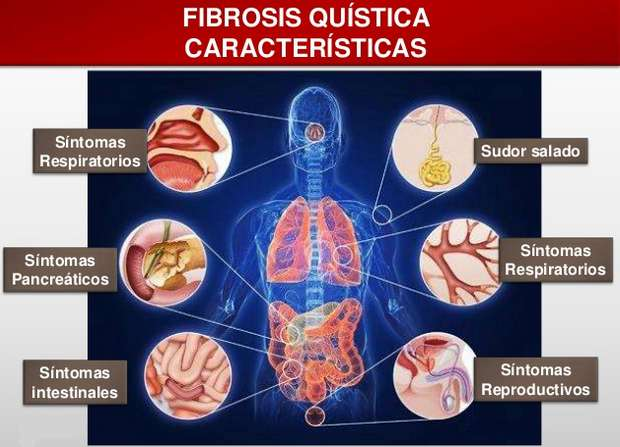 FIBROSIS QUÍSTICA
CARACTERÍSTICAS
Síntomas
Respiratorios
Sudor salado
Síntomas
Pancreáticos
Síntomas
Respiratorios
Síntomas
intestinales
Síntomas
Reproductivos